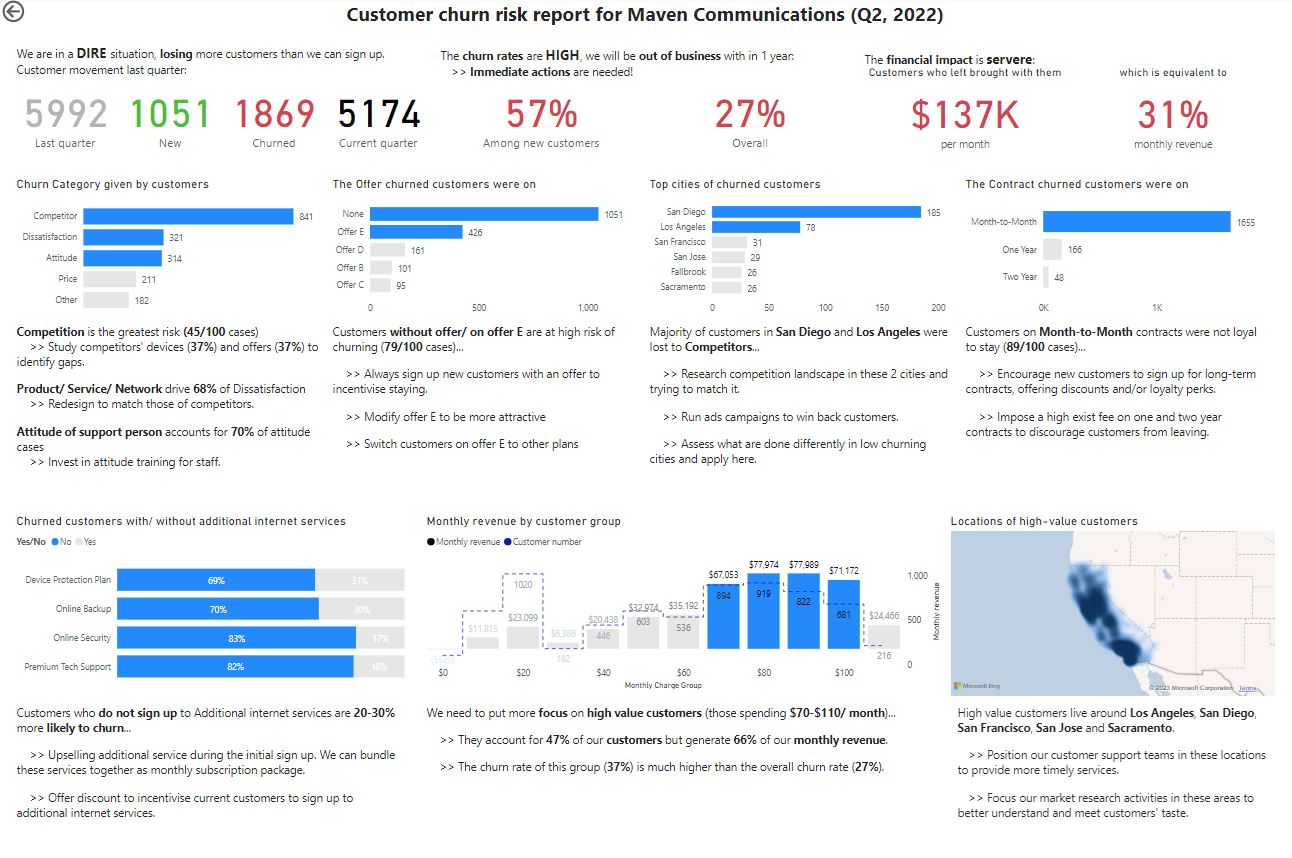 Customer churn risk report for Maven Communications (Q2, 2022)
We are in a DIRE situation, losing more customers than we can sign up.
Customer movement last quarter:
5992
Last quarter
1051
New
1869
Churned
5174
Current quarter
The churn rates are HIGH, we will be out of business with in 1 year:
>> Immediate actions are needed!
57%
Among new customers
27%
Overall
The financial impact is servere:
Customers who left brought with them
$137K
per month
which is equivalent to
31%
monthly revenue
Churn Category given by customers
Competitor 841
Dissatisfaction 321
Attitude 314
Price 211
Other 182
Competition is the greatest risk (45/100 cases)
>> Study competitors' devices (37%) and offers (37%) to
identify gaps.
Product/ Service/ Network drive 68% of Dissatisfaction
>> Redesign to match those of competitors.
Attitude of support person accounts for 70% of attitude
cases
>> Invest in attitude training for staff.
The Offer churned customers were on
None 1051
Offer E 426
Offer D 161
Offer B 101
Offer C 95
0 500 1,000
Customers without offer/ on offer E are at high risk of
churning (79/100 cases)...
>> Always sign up new customers with an offer to
incentivise staying.
>> Modify offer E to be more attractive
>> Switch customers on offer E to other plans
Top cities of churned customers
San Diego 185
Los Angeles 78
San Francisco 31
San Jose 29
Fallbrook 26
Sacramento 26
0 50 100 150 200
Majority of customers in San Diego and Los Angeles were
lost to Competitors...
>> Research competition landscape in these 2 cities and
trying to match it.
>> Run ads campaigns to win back customers.
>> Assess what are done differently in low churning
cities and apply here.
The Contract churned customers were on
Month-to-Month 1655
One Year 166
Two Year 48
0K 1K
Customers on Month-to-Month contracts were not loyal
to stay (89/100 cases)...
>> Encourage new customers to sign up for long-term
contracts, offering discounts and/or loyalty perks.
>> Impose a high exist fee on one and two year
contracts to discourage customers from leaving.
Churned customers with/ without additional internet services
Yes/No No Yes
Device Protection Plan 69% 31%
Online Backup 70% 30%
Online Security 83% 17%
Premium Tech Support 82% 18%
Customers who do not sign up to Additional internet services are 20-30%
more likely to churn...
>> Upselling additional service during the initial sign up. We can bundle
these services together as monthly subscription package.
>> Offer discount to incentivise current customers to sign up to
additional internet services.
Monthly revenue by customer group
Monthly revenue Customer number
$11,815 $23,099 $6,386 $20,438 $32,974 $35,192 $67,053 $77,974 $77,989 $71,172 $24,466
1020 182 446 603 536 894 919 822 681 216
1,000
500
0
Monthly revenue
$0 $20 $40 $60 $80 $100
Monthly Charge Group
We need to put more focus on high value customers (those spending $70-$110/ month)...
>> They account for 47% of our customers but generate 66% of our monthly revenue.
>> The churn rate of this group (37%) is much higher than the overall churn rate (27%).
Locations of high-value customers
Microsoft Bing
© 2023 Microsoft Corporation Terms
High value customers live around Los Angeles, San Diego,
San Francisco, San Jose and Sacramento.
>> Position our customer support teams in these locations
to provide more timely services.
>> Focus our market research activities in these areas to
better understand and meet customers' taste.